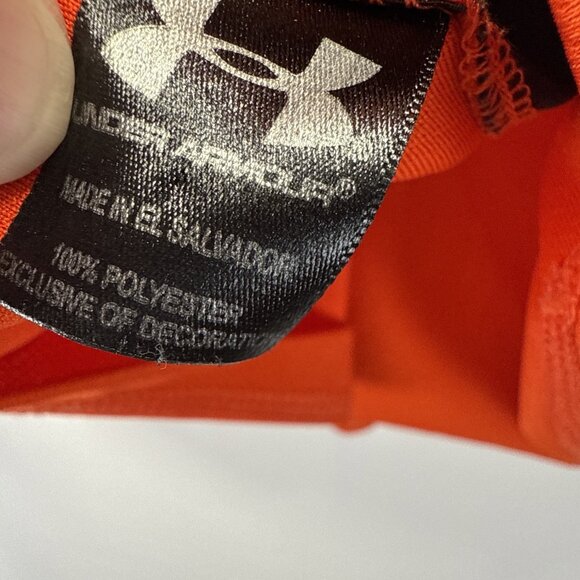 UNDER ARMOUR®
MADE IN EL SALVADOR
100% POLYESTER
EXCLUSIVE OF DECORATION